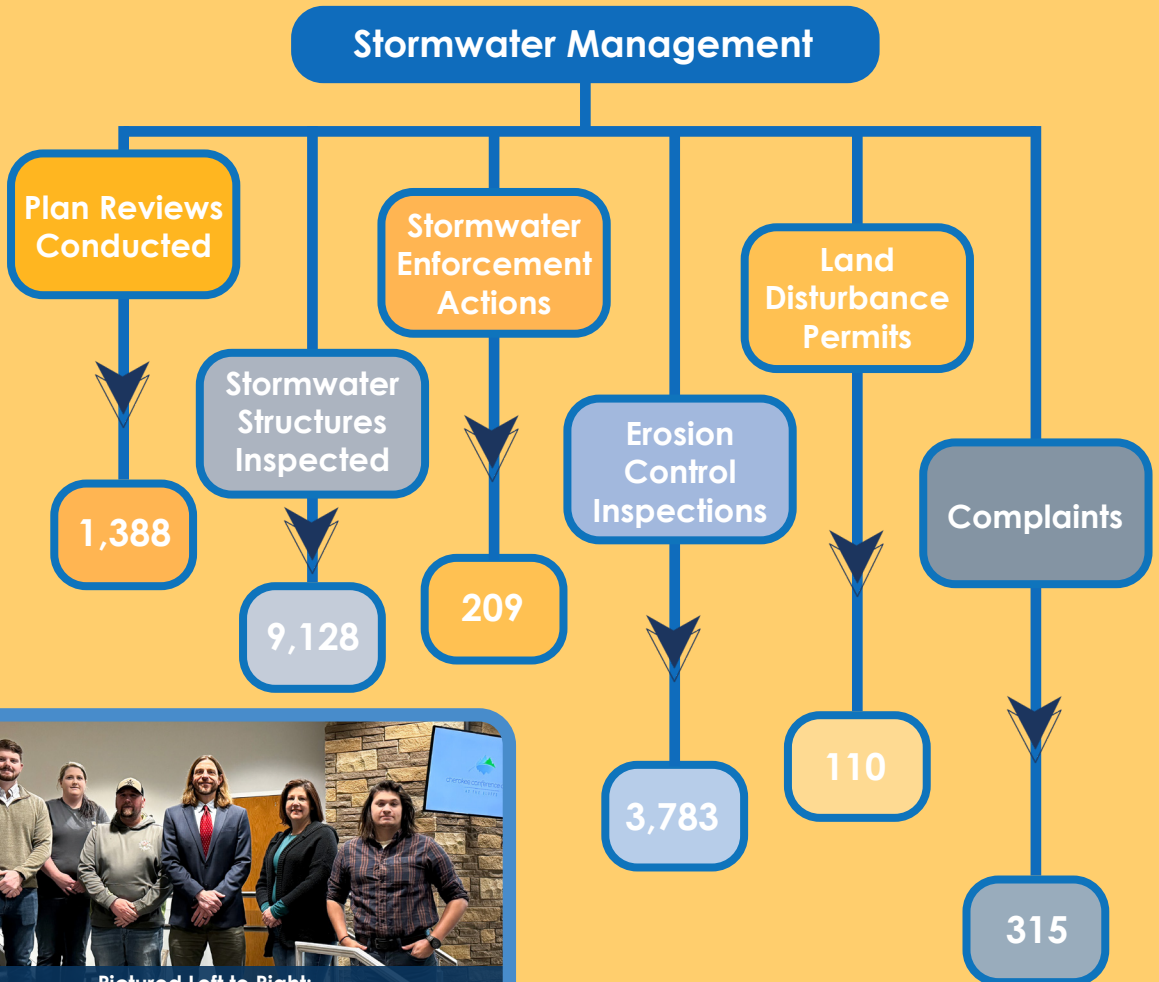 Stormwater Management
Plan Reviews
Conducted
1,388
Stormwater
Structures
Inspected
9,128
Stormwater
Enforcement
Actions
209
Erosion
Control
Inspections
3,783
Land
Disturbance
Permits
110
Complaints
315
Pictured Left to Right: